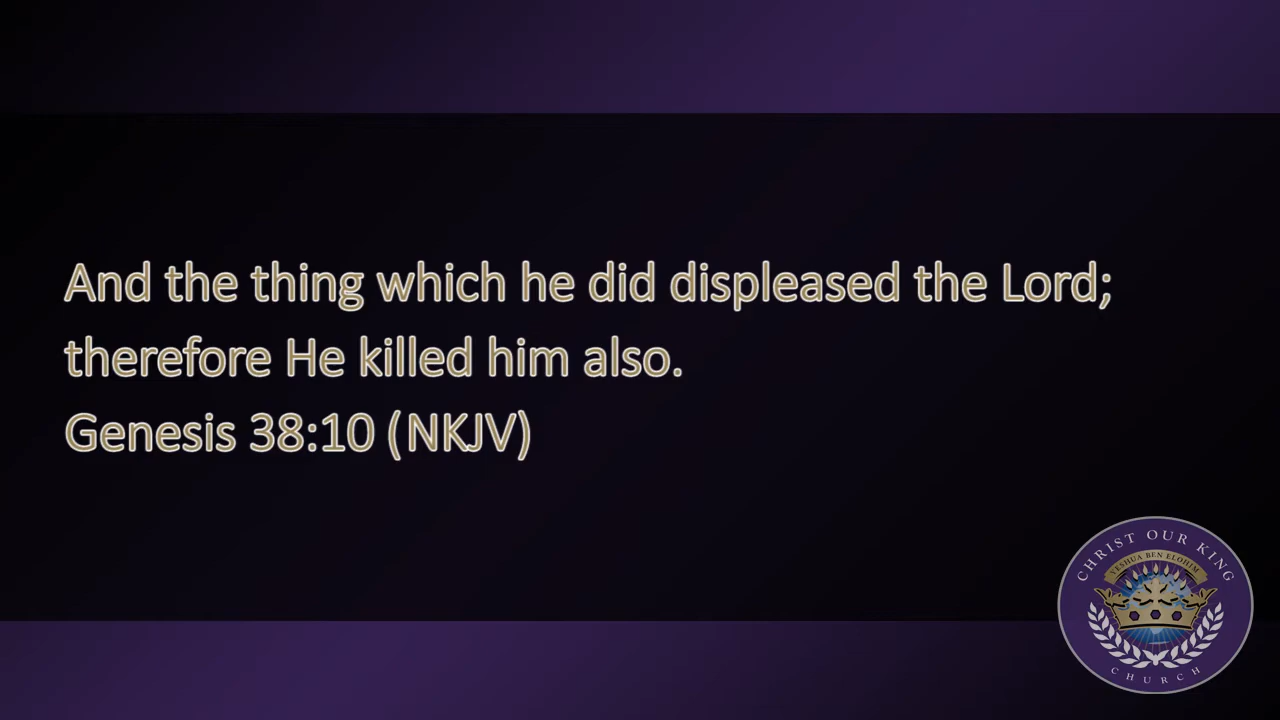 And the thing which he did displeased the Lord;
therefore He killed him also.
Genesis 38:10 (NKJV)
CHRIST OUR KING
YESHUA BEN ELOHIM
CHURCH